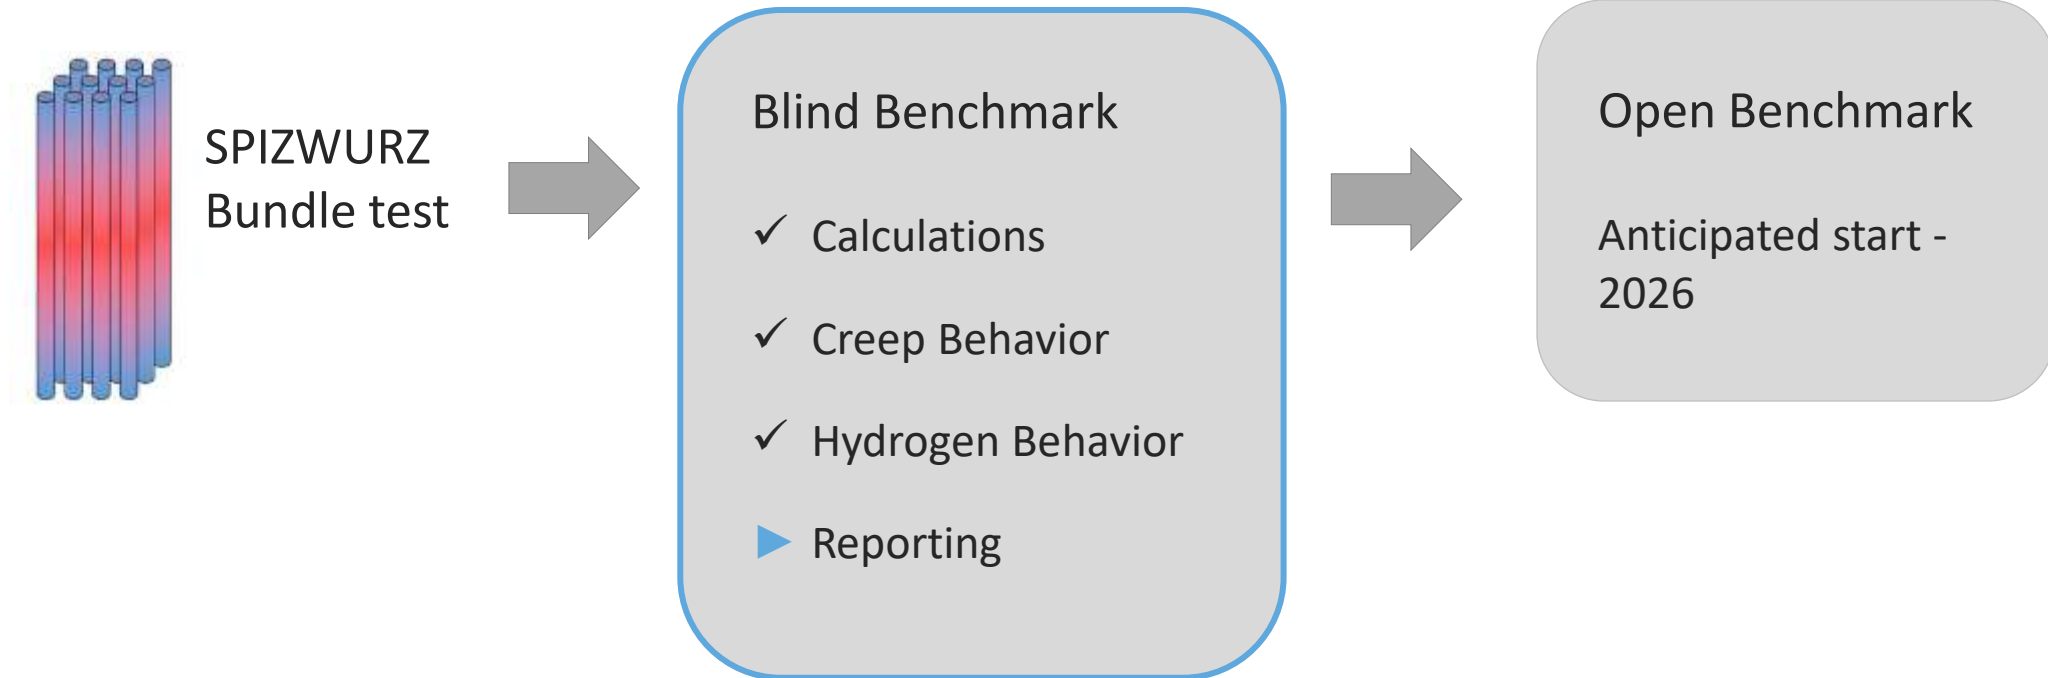 SPIZWURZ
Bundle test
Blind Benchmark
✓ Calculations
✓ Creep Behavior
✓ Hydrogen Behavior
▶ Reporting
Open Benchmark
Anticipated start -
2026